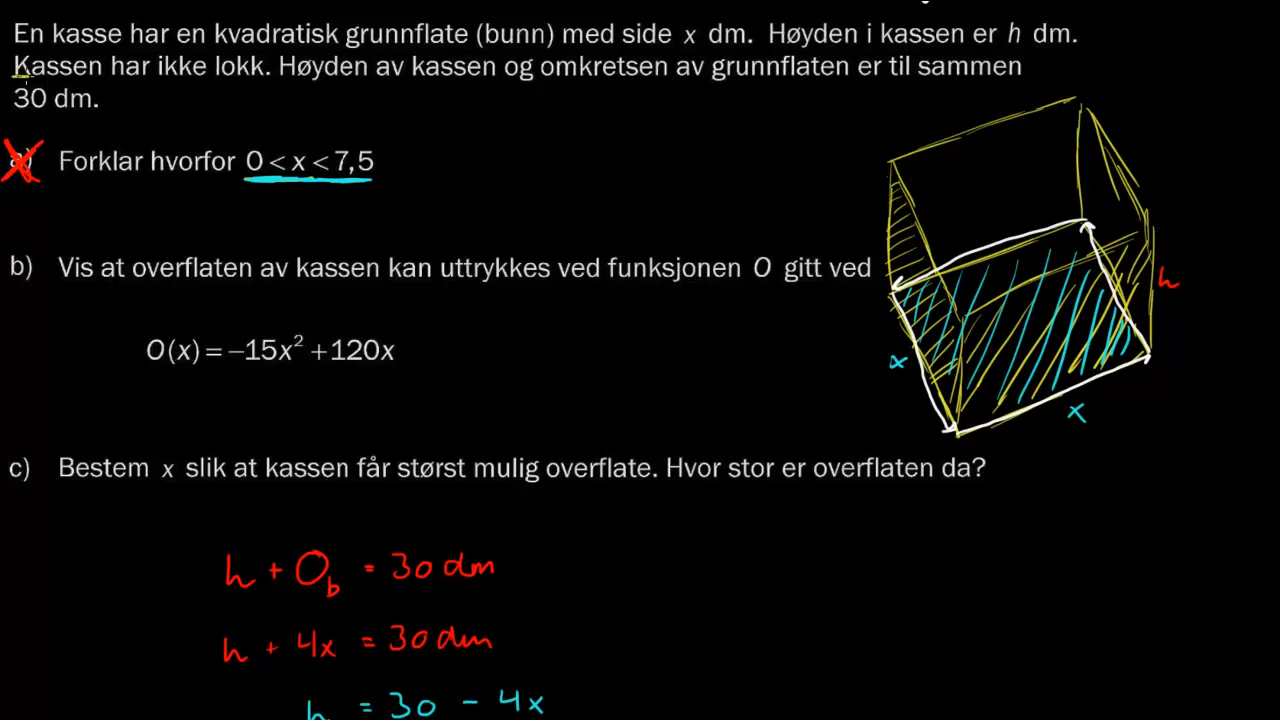 En kasse har en kvadratisk grunnflate (bunn) med side x dm. Høyden i kassen er h dm.
Kassen har ikke lokk. Høyden av kassen og omkretsen av grunnflaten er til sammen
30 dm.
a) Forklar hvorfor 0 < x < 7,5
b) Vis at overflaten av kassen kan uttrykkes ved funksjonen O gitt ved
O(x) = −15x² + 120x
h
x
x
c) Bestem x slik at kassen får størst mulig overflate. Hvor stor er overflaten da?
h + O_b = 30 dm
h + 4x = 30 dm
h = 30 - 4x